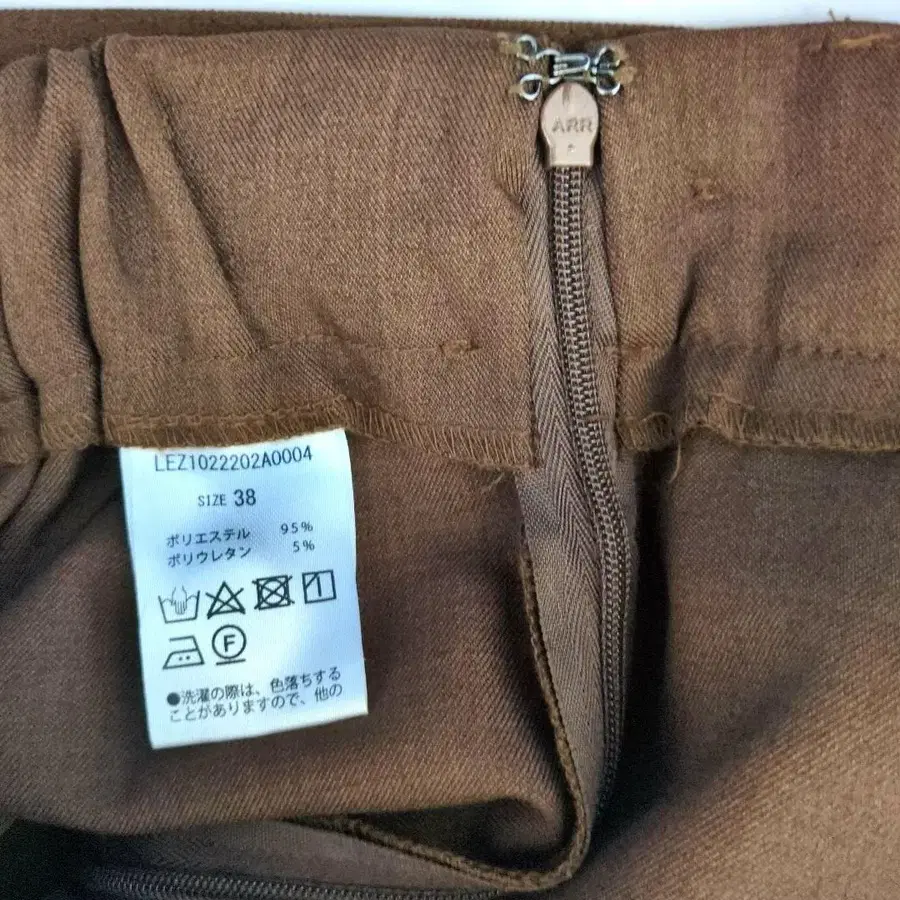 ARR
LEZ1022202A0004
SIZE 38
ポリエステル 95%
ポリウレタン 5%
F
●洗濯の際は、色落ちする
ことがありますので、他の